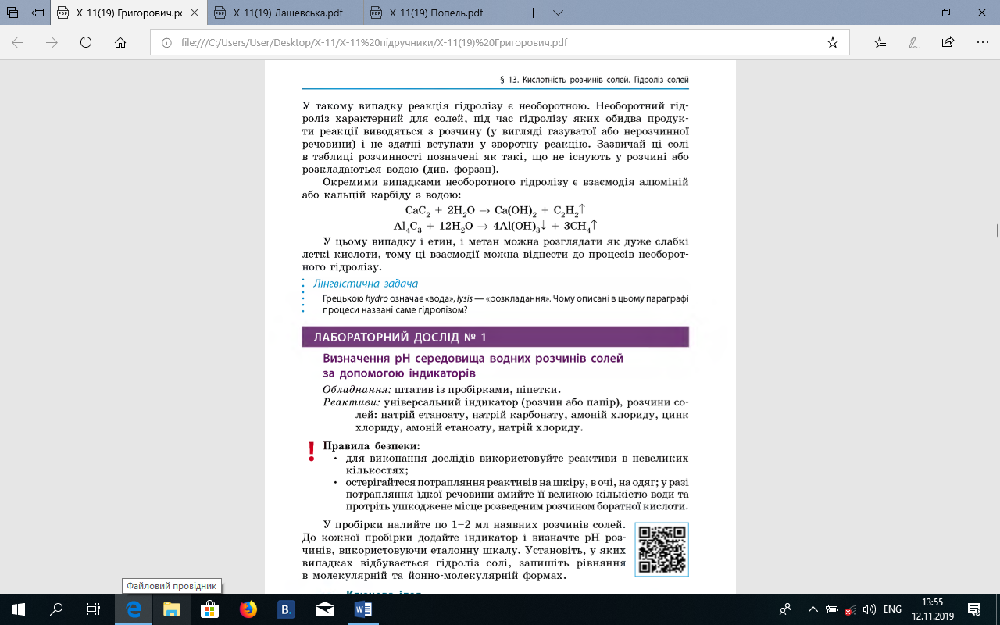 X-11(19) Григорович.pc
X-11(19) Лашевська.pdf
X-11(19) Попель.pdf
file:///C:/Users/User/Desktop/X-11/X-11%20підручники/X-11(19)%20Григорович.pdf
§ 13. Кислотність розчинів солей. Гідроліз солей
У такому випадку реакція гідролізу є необоротною. Необоротний гід-
роліз характерний для солей, під час гідролізу яких обидва продук-
ти реакції виводяться з розчину (у вигляді газуватої або нерозчинної
речовини) і не здатні вступати у зворотну реакцію. Зазвичай ці солі
в таблиці розчинності позначені як такі, що не існують у розчині або
розкладаються водою (див. форзац).
Окремими випадками необоротного гідролізу є взаємодія алюміній
або кальцій карбіду з водою:
CaC₂ + 2H₂O → Ca(OH)₂ + C₂H₂↑
Al₄C₃ + 12H₂O → 4Al(OH)₃↓ + 3CH₄↑
У цьому випадку і етин, і метан можна розглядати як дуже слабкі
леткі кислоти, тому ці взаємодії можна віднести до процесів необорот-
ного гідролізу.
Лінгвістична задача
Грецькою hydro означає «вода», lysis — «розкладання». Чому описані в цьому параграфі
процеси названі саме гідролізом?
ЛАБОРАТОРНИЙ ДОСЛІД № 1
Визначення pH середовища водних розчинів солей
за допомогою індикаторів
Обладнання: штатив із пробірками, піпетки.
Реактиви: універсальний індикатор (розчин або папір), розчини со-
лей: натрій етаноату, натрій карбонату, амоній хлориду, цинк
хлориду, амоній етаноату, натрій хлориду.
! Правила безпеки:
• для виконання дослідів використовуйте реактиви в невеликих
кількостях;
• остерігайтеся потрапляння реактивів на шкіру, в очі, на одяг; у разі
потрапляння їдкої речовини змийте її великою кількістю води та
протріть ушкоджене місце розведеним розчином боратної кислоти.
У пробірки налийте по 1–2 мл наявних розчинів солей.
До кожної пробірки додайте індикатор і визначте pH роз-
чинів, використовуючи еталонну шкалу. Установіть, у яких
випадках відбувається гідроліз солі, запишіть рівняння
в молекулярній та йонно-молекулярній формах.
Файловий провідник
B.
ENG
13:55
12.11.2019